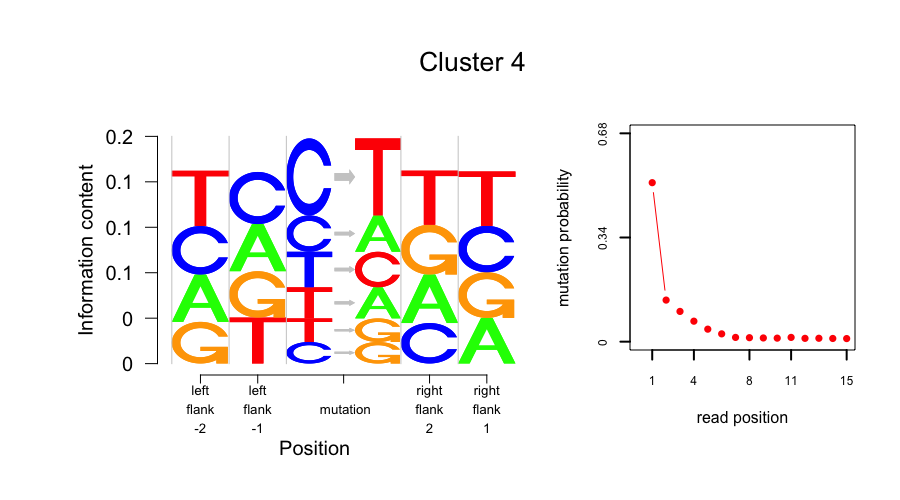 Cluster 4
Information content
0.2
0.1
0.1
0.1
0
0
T C A G
C A G T
C T
C A
T C
T A
T G
C G
T G A C
T C G A
left flank -2
left flank -1
mutation
right flank 2
right flank 1
Position
mutation probability
0.68
0.34
0
1 4 8 11 15
read position